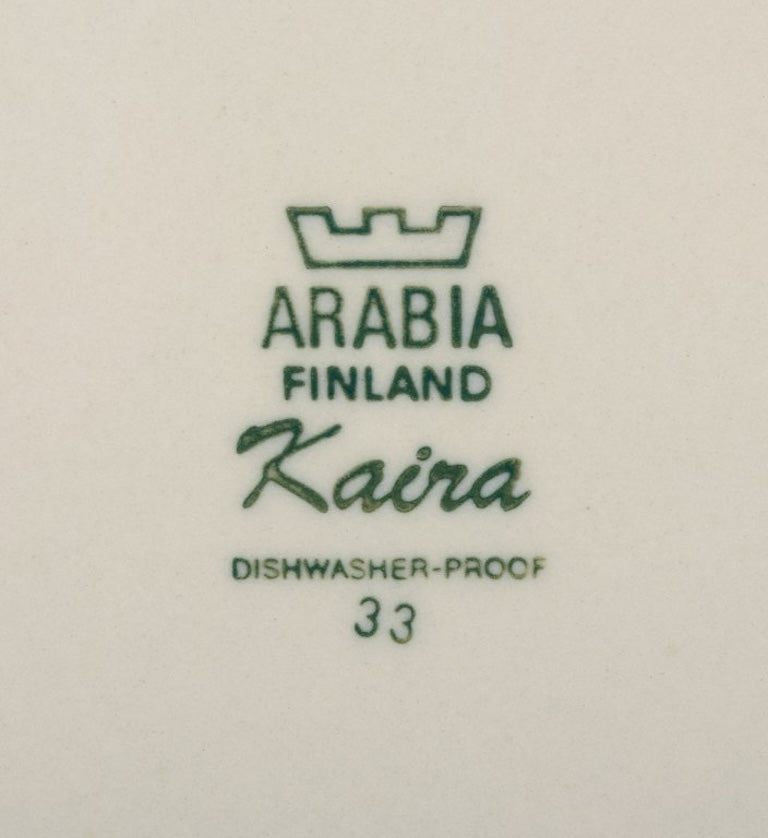 ARABIA
FINLAND
Kaira
DISHWASHER-PROOF
33